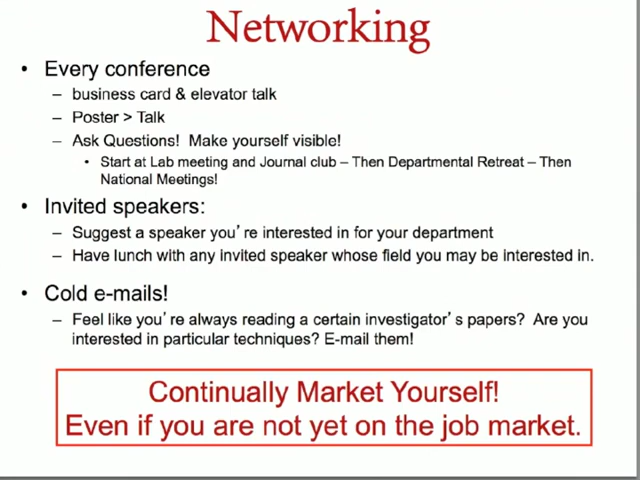 Networking
• Every conference
– business card & elevator talk
– Poster > Talk
– Ask Questions! Make yourself visible!
• Start at Lab meeting and Journal club – Then Departmental Retreat – Then
National Meetings!
• Invited speakers:
– Suggest a speaker you're interested in for your department
– Have lunch with any invited speaker whose field you may be interested in.
• Cold e-mails!
– Feel like you're always reading a certain investigator's papers? Are you
interested in particular techniques? E-mail them!
Continually Market Yourself!
Even if you are not yet on the job market.